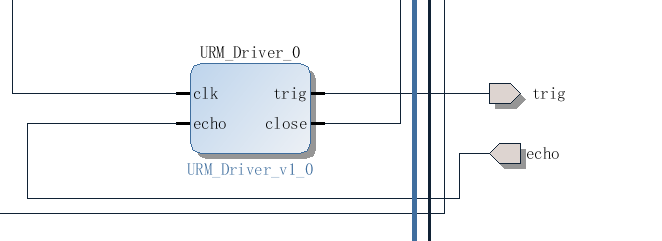 URM_Driver_0
clk
trig
echo
close
URM_Driver_v1_0
trig
echo